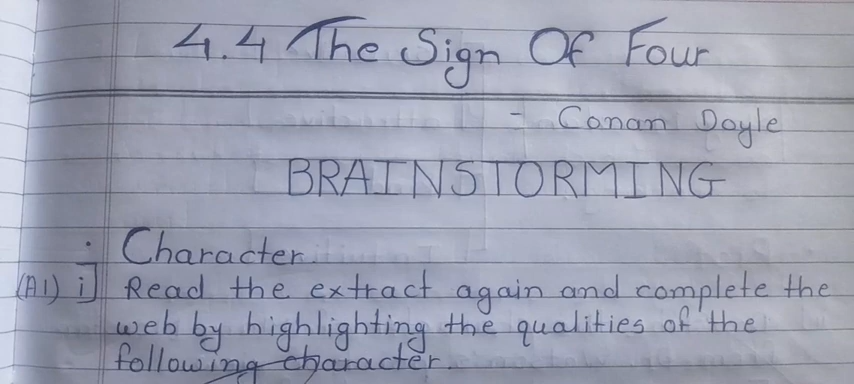 4.4 The Sign Of Four
- Conan Doyle
BRAINSTORMING
· Character.
(A1) i] Read the extract again and complete the
web by highlighting the qualities of the
following character.